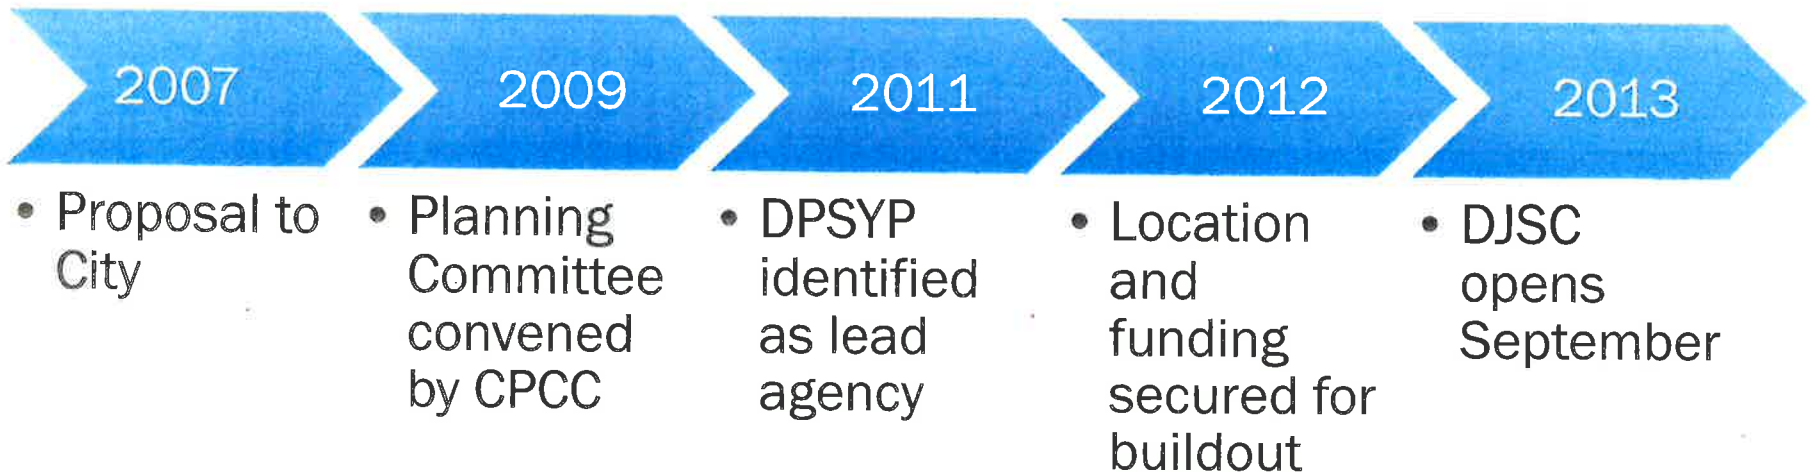 2007
2009
2011
2012
2013
• Proposal to
City
• Planning
Committee
convened
by CPCC
• DPSYP
identified
as lead
agency
• Location
and
funding
secured for
buildout
• DJSC
opens
September